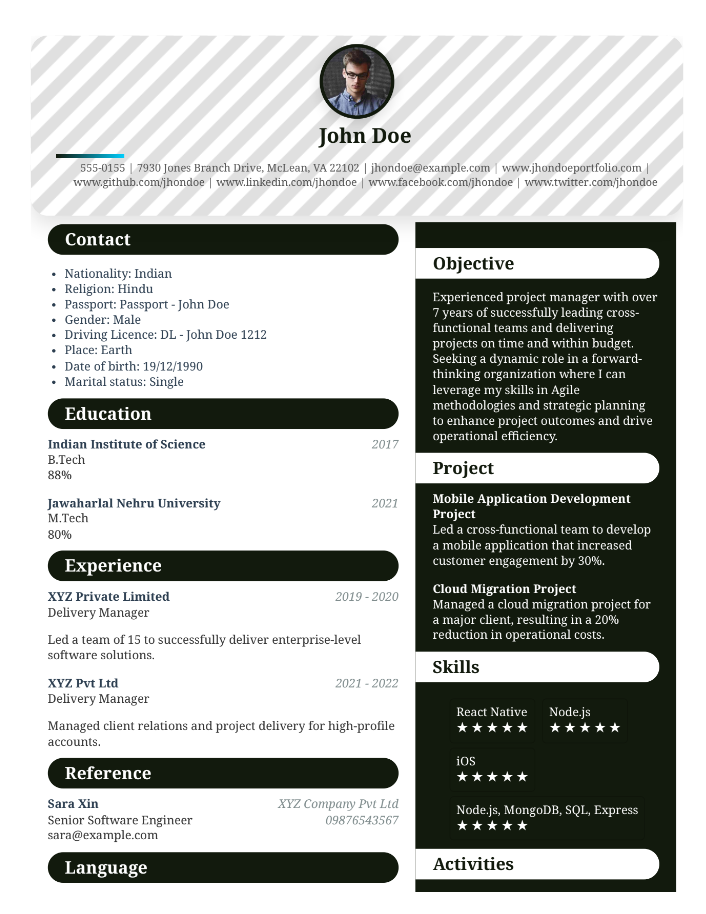 John Doe
555-0155 | 7930 Jones Branch Drive, McLean, VA 22102 | jhondoe@example.com | www.jhondoeportfolio.com |
www.github.com/jhondoe | www.linkedin.com/jhondoe | www.facebook.com/jhondoe | www.twitter.com/jhondoe
Contact
• Nationality: Indian
• Religion: Hindu
• Passport: Passport - John Doe
• Gender: Male
• Driving Licence: DL - John Doe 1212
• Place: Earth
• Date of birth: 19/12/1990
• Marital status: Single
Education
Indian Institute of Science 2017
B.Tech
88%
Jawaharlal Nehru University 2021
M.Tech
80%
Experience
XYZ Private Limited 2019 - 2020
Delivery Manager
Led a team of 15 to successfully deliver enterprise-level
software solutions.
XYZ Pvt Ltd 2021 - 2022
Delivery Manager
Managed client relations and project delivery for high-profile
accounts.
Reference
Sara Xin XYZ Company Pvt Ltd
Senior Software Engineer 09876543567
sara@example.com
Language
Objective
Experienced project manager with over
7 years of successfully leading cross-
functional teams and delivering
projects on time and within budget.
Seeking a dynamic role in a forward-
thinking organization where I can
leverage my skills in Agile
methodologies and strategic planning
to enhance project outcomes and drive
operational efficiency.
Project
Mobile Application Development
Project
Led a cross-functional team to develop
a mobile application that increased
customer engagement by 30%.
Cloud Migration Project
Managed a cloud migration project for
a major client, resulting in a 20%
reduction in operational costs.
Skills
React Native Node.js
★★★★★ ★★★★★
iOS
★★★★★
Node.js, MongoDB, SQL, Express
★★★★★
Activities